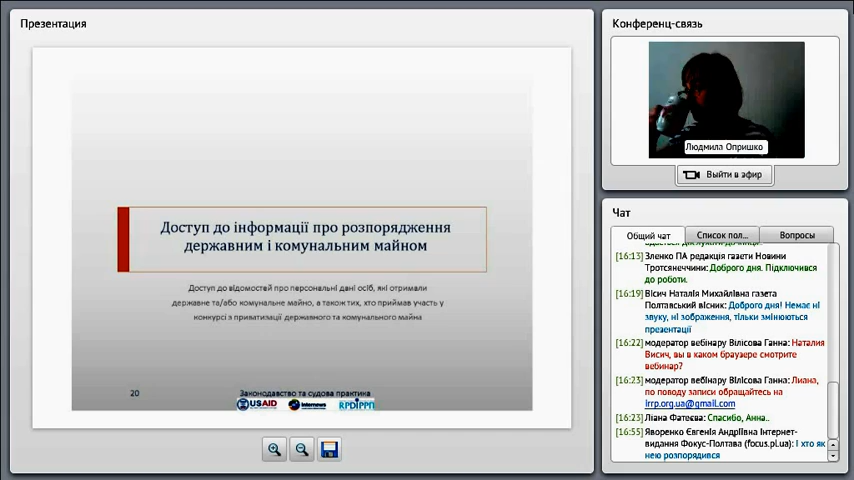 Презентация
Доступ до інформації про розпорядження
державним і комунальним майном
Доступ до відомостей про персональні дані осіб, які отримали
державне та/або комунальне майно, а також тих, хто приймав участь у
конкурсі з приватизації державного та комунального майна
20
Законодавство та судова практика
USAID
Internews
Конференц-связь
Людмила Опришко
Выйти в эфир
Чат
Общий чат
Список пол...
Вопросы
[16:13] Зленко ПА редакція газети Новини
Тротсянеччини: Доброго дня. Підключився
до роботи.
[16:19] Вісич Наталія Михайлівна газета
Полтавський вісник: Доброго дня! Немає ні
звуку, ні зображення, тільки змінюються
презентації
[16:22] модератор вебінару Вілісова Ганна: Наталия
Висич, вы в каком браузере смотрите
вебинар?
[16:23] модератор вебінару Вілісова Ганна: Лиана,
по поводу записи обращайтесь на
lrrp.org.ua@gmail.com
[16:23] Ліана Фатеєва: Спасибо, Анна..
[16:55] Яворенко Євгенія Андріївна Інтернет-
видання Фокус-Полтава (focus.pl.ua): І хто як
нею розпорядився